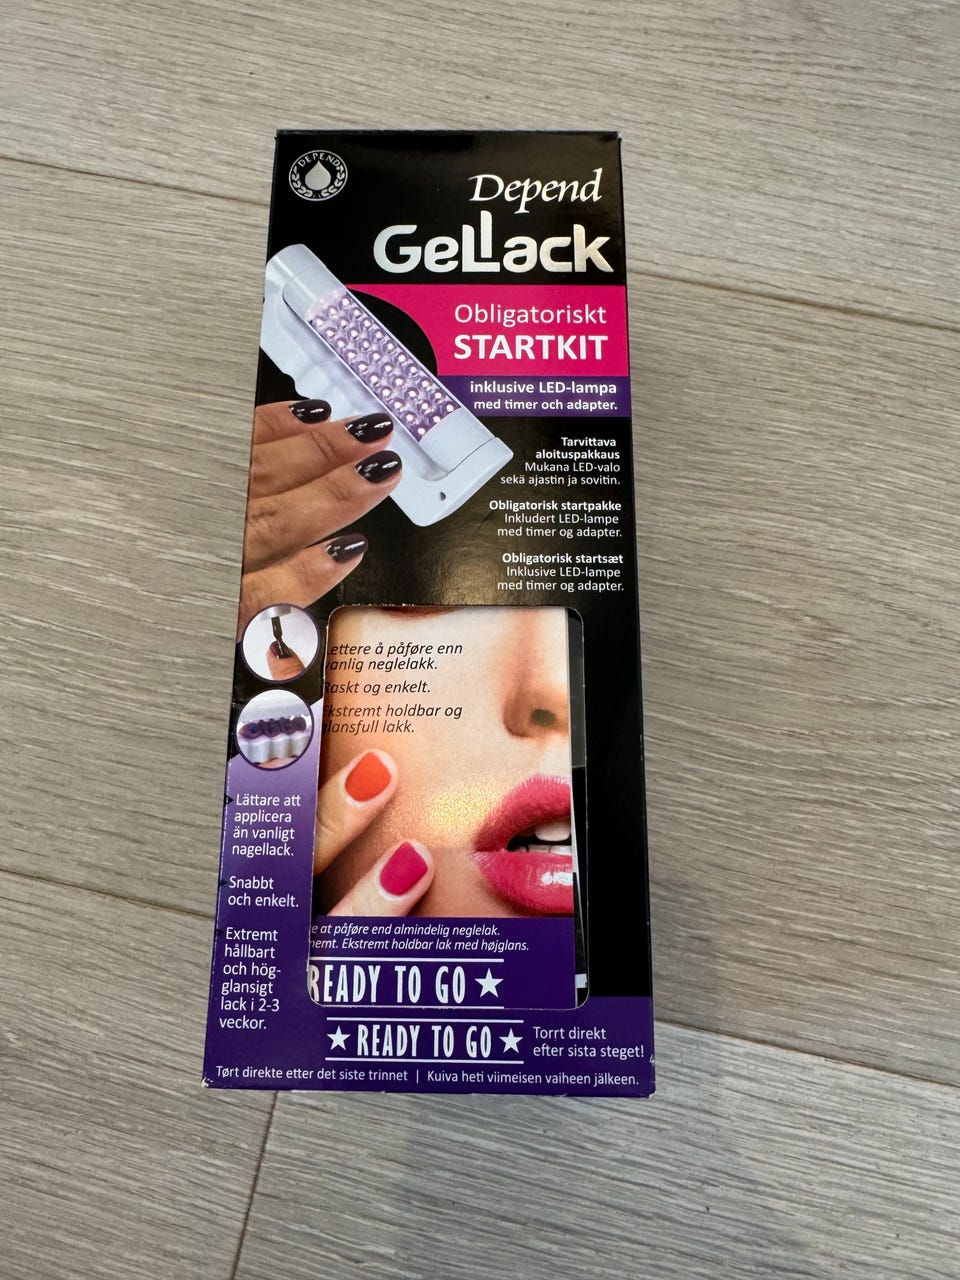 DEPEND
Depend
GelLack
Obligatoriskt
STARTKIT
inklusive LED-lampa
med timer och adapter.
Tarvittava
aloituspakkaus
Mukana LED-valo
sekä ajastin ja sovitin.
Obligatorisk startpakke
Inkludert LED-lampe
med timer og adapter.
Obligatorisk startsæt
Inklusive LED-lampe
med timer og adapter.
ettere å påføre enn
vanlig neglelakk.
Raskt og enkelt.
Ekstremt holdbar og
glansfull lakk.
Lättare att
applicera
än vanligt
nagellack.
Snabbt
och enkelt.
Extremt
hållbart
och hög-
glansigt
lack i 2-3
veckor.
e at påføre end almindelig neglelak.
nemt. Ekstremt holdbar lak med højglans.
READY TO GO ★
★ READY TO GO ★
Torrt direkt
efter sista steget!
Tørt direkte etter det siste trinnet | Kuiva heti viimeisen vaiheen jälkeen.